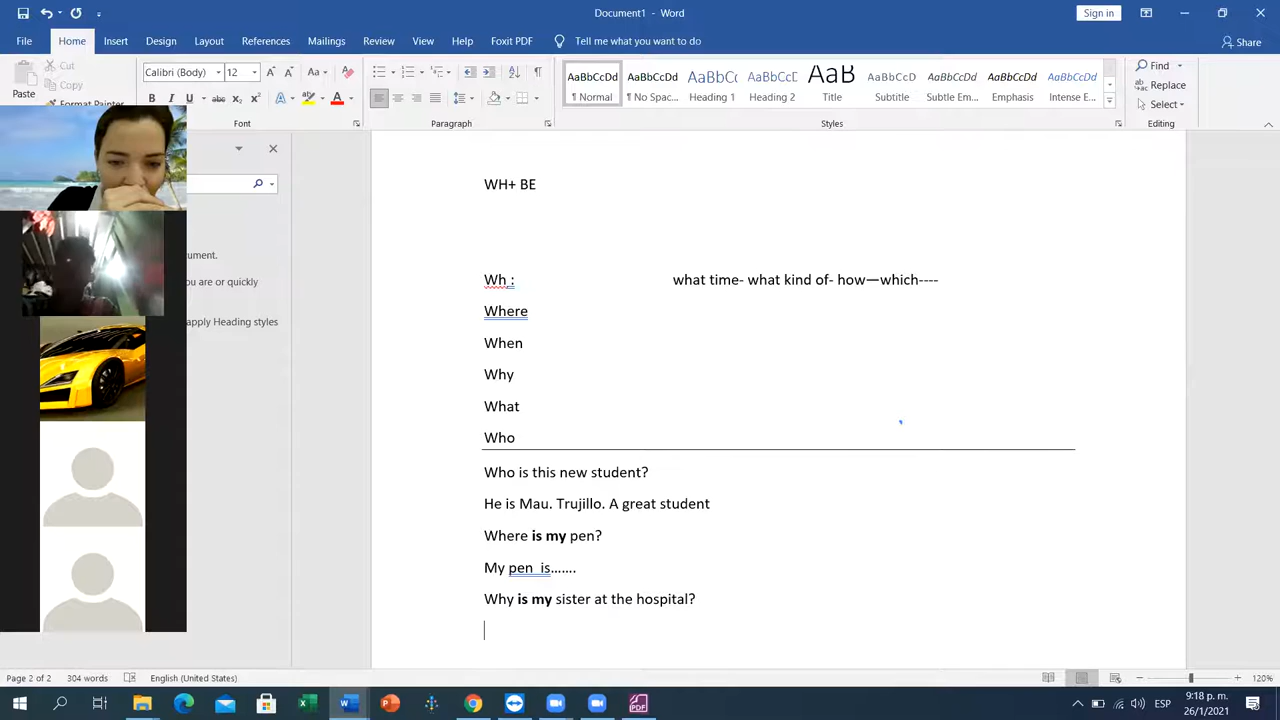 Document1 - Word
Sign in
File Home Insert Design Layout References Mailings Review View Help Foxit PDF Tell me what you want to do Share
Paste
Cut
Copy
Format Painter
Calibri (Body) 12
Font
Paragraph
AaBbCcDd AaBbCcDd AaBbCc AaBbCcD AaB AaBbCcDd AaBbCcDd AaBbCcDd AaBbCcDd
¶ Normal ¶ No Spac... Heading 1 Heading 2 Title Subtitle Subtle Em... Emphasis Intense E...
Styles
Find
Replace
Select
Editing
cument.
u are or quickly
apply Heading styles
WH+ BE
Wh : what time- what kind of- how—which----
Where
When
Why
What
Who
Who is this new student?
He is Mau. Trujillo. A great student
Where is my pen?
My pen is…….
Why is my sister at the hospital?
Page 2 of 2 304 words English (United States) 120%
ESP 9:18 p. m.
26/1/2021